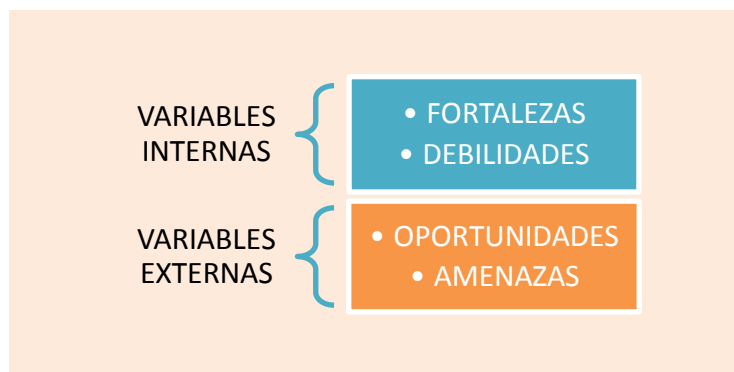 VARIABLES
INTERNAS
• FORTALEZAS
• DEBILIDADES
VARIABLES
EXTERNAS
• OPORTUNIDADES
• AMENAZAS